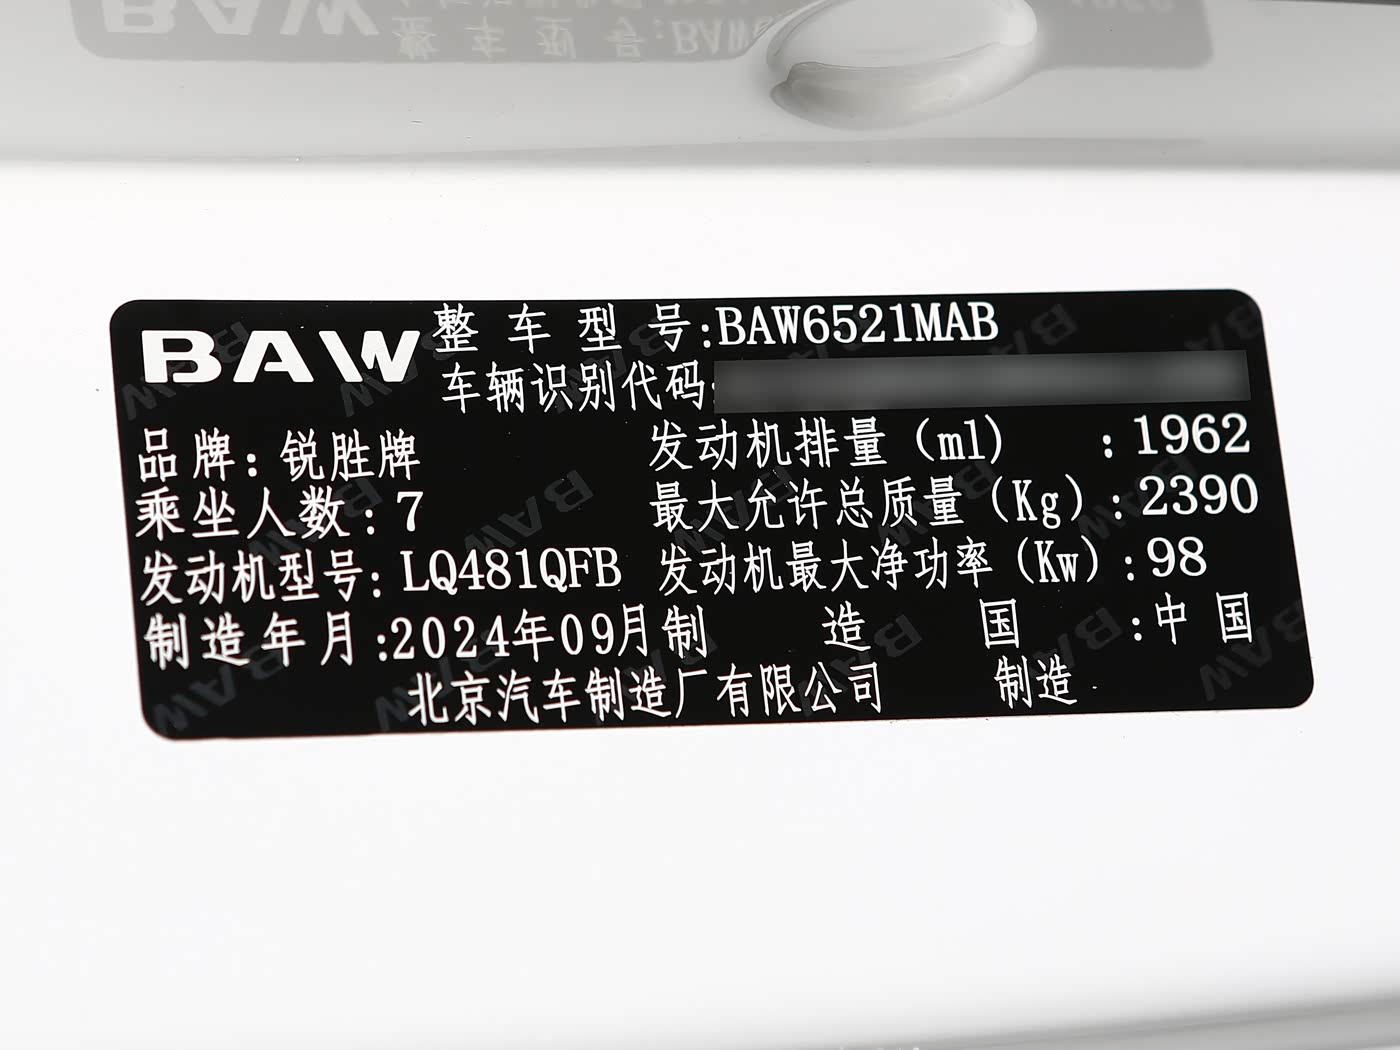 BAW
整车型号:BAW6521MAB
车辆识别代码:
品牌:锐胜牌 发动机排量(ml):1962
乘坐人数:7 最大允许总质量(Kg):2390
发动机型号:LQ481QFB 发动机最大净功率(Kw):98
制造年月:2024年09月 制造国:中国
北京汽车制造厂有限公司 制造